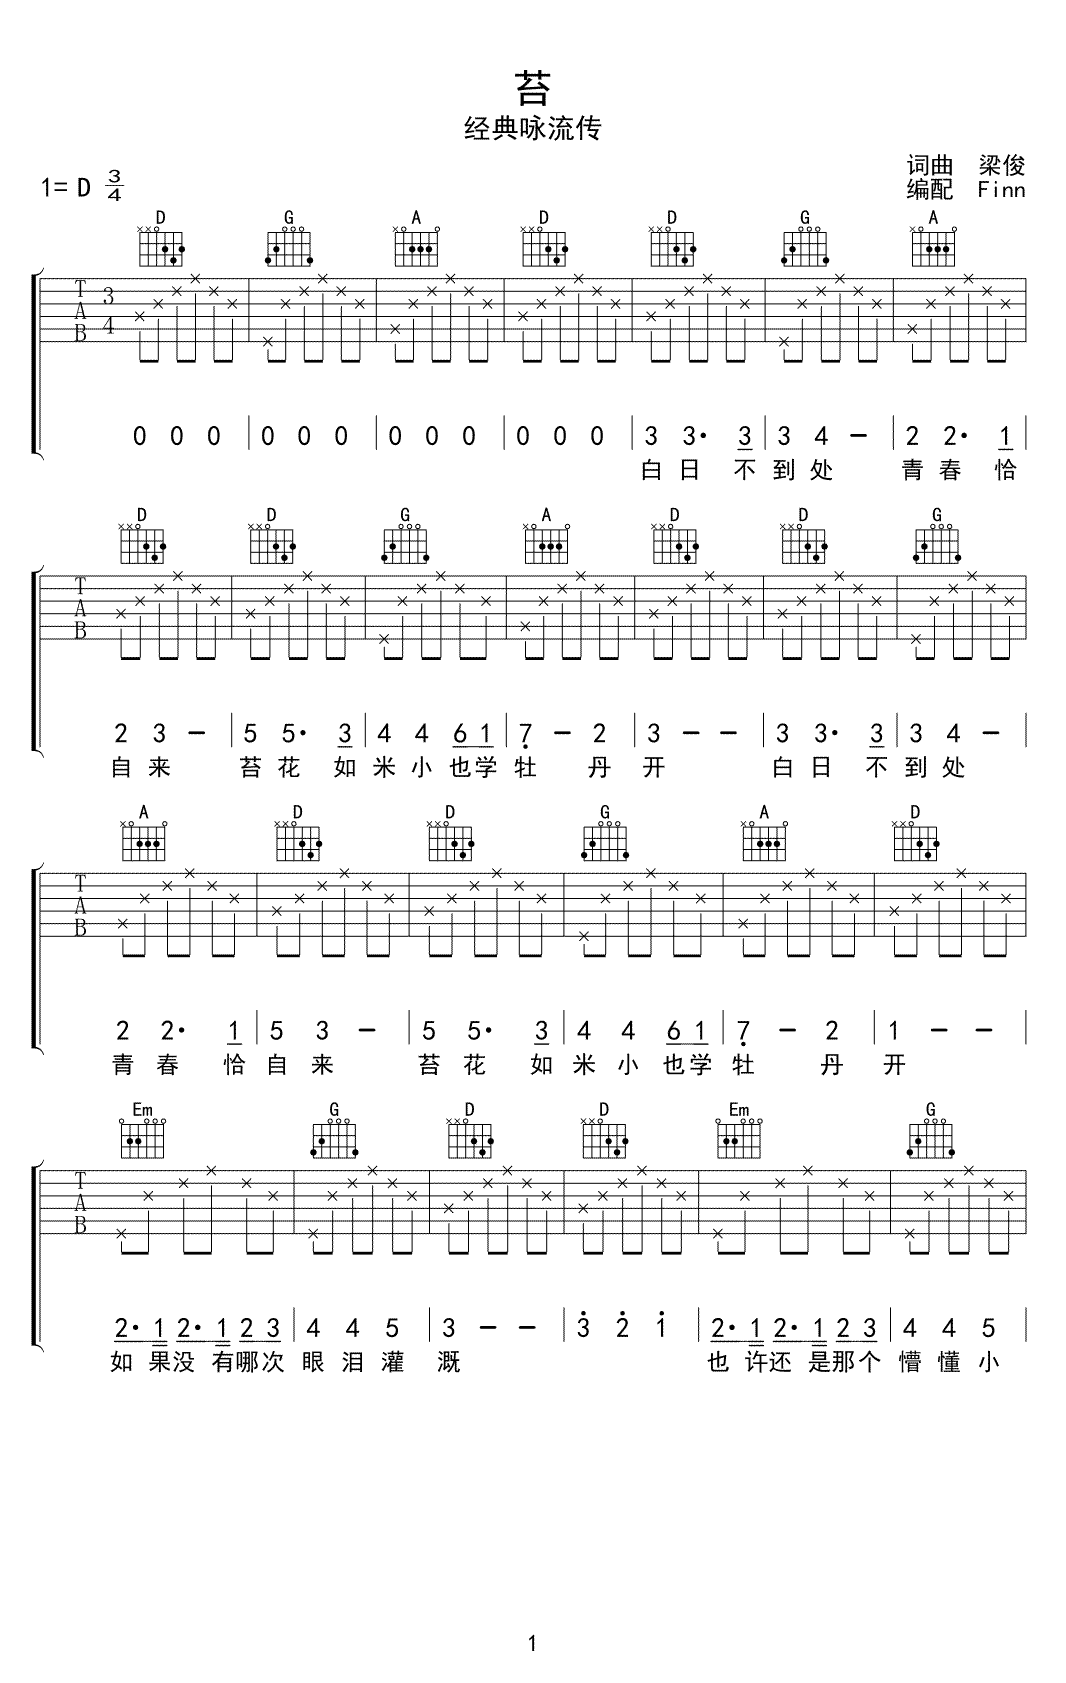 苔
经典咏流传
词曲 梁俊
1= D 3/4
编配 Finn
D G A D D G A
T A B 3 4
0 0 0 | 0 0 0 | 0 0 0 | 0 0 0 | 3 3· 3 | 3 4 − | 2 2· 1
白 日 不 到 处 青 春 恰
D D G A D D G
T A B
2 3 − | 5 5· 3 | 4 4 6 1 | 7 − 2 | 3 − − | 3 3· 3 | 3 4 −
自 来 苔 花 如 米 小 也 学 牡 丹 开 白 日 不 到 处
A D D G A D
T A B
2 2· 1 | 5 3 − | 5 5· 3 | 4 4 6 1 | 7 − 2 | 1 − −
青 春 恰 自 来 苔 花 如 米 小 也 学 牡 丹 开
Em G D D Em G
T A B
2· 1 2· 1 2 3 | 4 4 5 | 3 − − | 3 2 1 | 2· 1 2· 1 2 3 | 4 4 5
如 果 没 有 哪 次 眼 泪 灌 溉 也 许 还 是 那 个 懵 懂 小
1